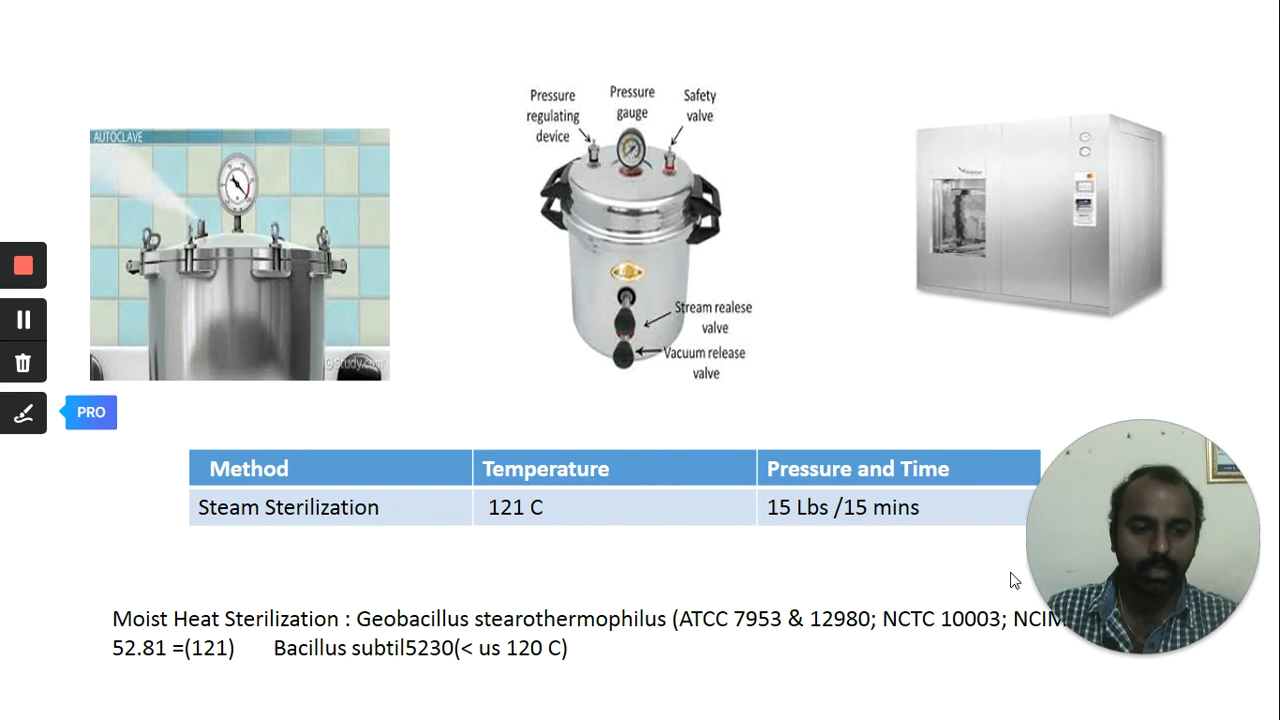 AUTOCLAVE
Pressure
regulating
device
Pressure
gauge
Safety
valve
Stream realese
valve
Vacuum release
valve
PRO
Method Temperature Pressure and Time
Steam Sterilization 121 C 15 Lbs /15 mins
Moist Heat Sterilization : Geobacillus stearothermophilus (ATCC 7953 & 12980; NCTC 10003; NCIM
52.81 =(121) Bacillus subtil5230(< us 120 C)